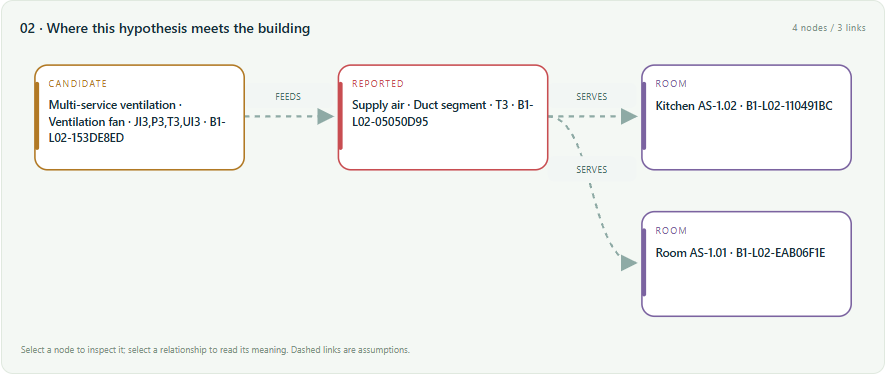 02 · Where this hypothesis meets the building
4 nodes / 3 links
CANDIDATE
Multi-service ventilation ·
Ventilation fan · JI3,P3,T3,UI3 · B1-
L02-153DE8ED
FEEDS
REPORTED
Supply air · Duct segment · T3 · B1-
L02-05050D95
SERVES
ROOM
Kitchen AS-1.02 · B1-L02-110491BC
SERVES
ROOM
Room AS-1.01 · B1-L02-EAB06F1E
Select a node to inspect it; select a relationship to read its meaning. Dashed links are assumptions.